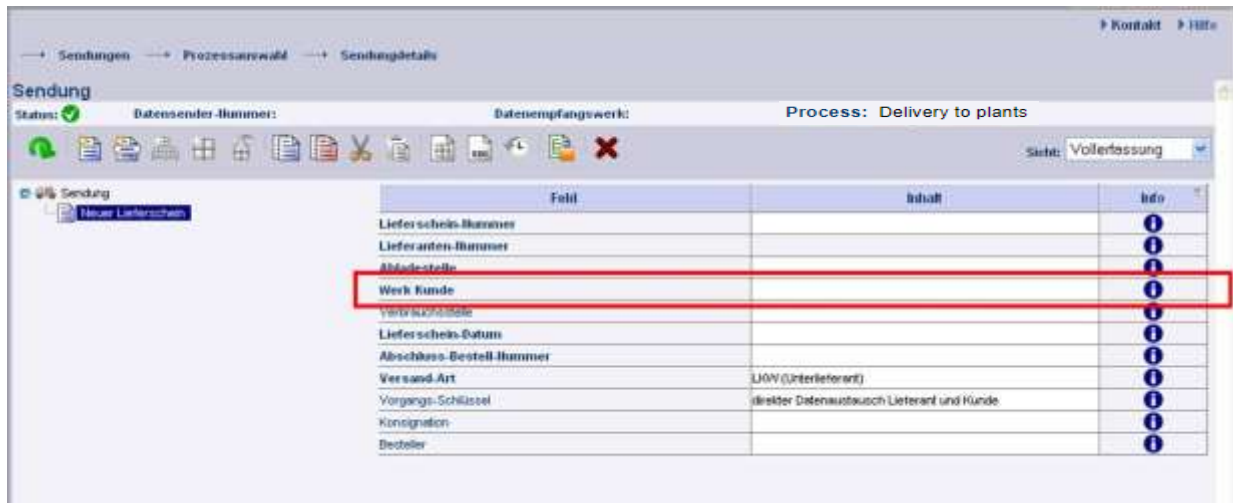 Kontakt Hilfe
Sendungen Prozessauswahl Sendungdetails
Sendung
Status: Datensender-Nummer: Datenempfangswerk: Process: Delivery to plants
Sicht: Vollerfassung
Sendung
Neuer Lieferschein
Feld Inhalt Info
Lieferschein-Nummer
Lieferanten-Nummer
Abladestelle
Werk Kunde
Verbrauchsstelle
Lieferschein-Datum
Abschluss-Bestell-Nummer
Versand-Art LKW (Unterlieferant)
Vorgangs-Schlüssel direkter Datenaustausch Lieferant und Kunde
Konsignation
Besteller